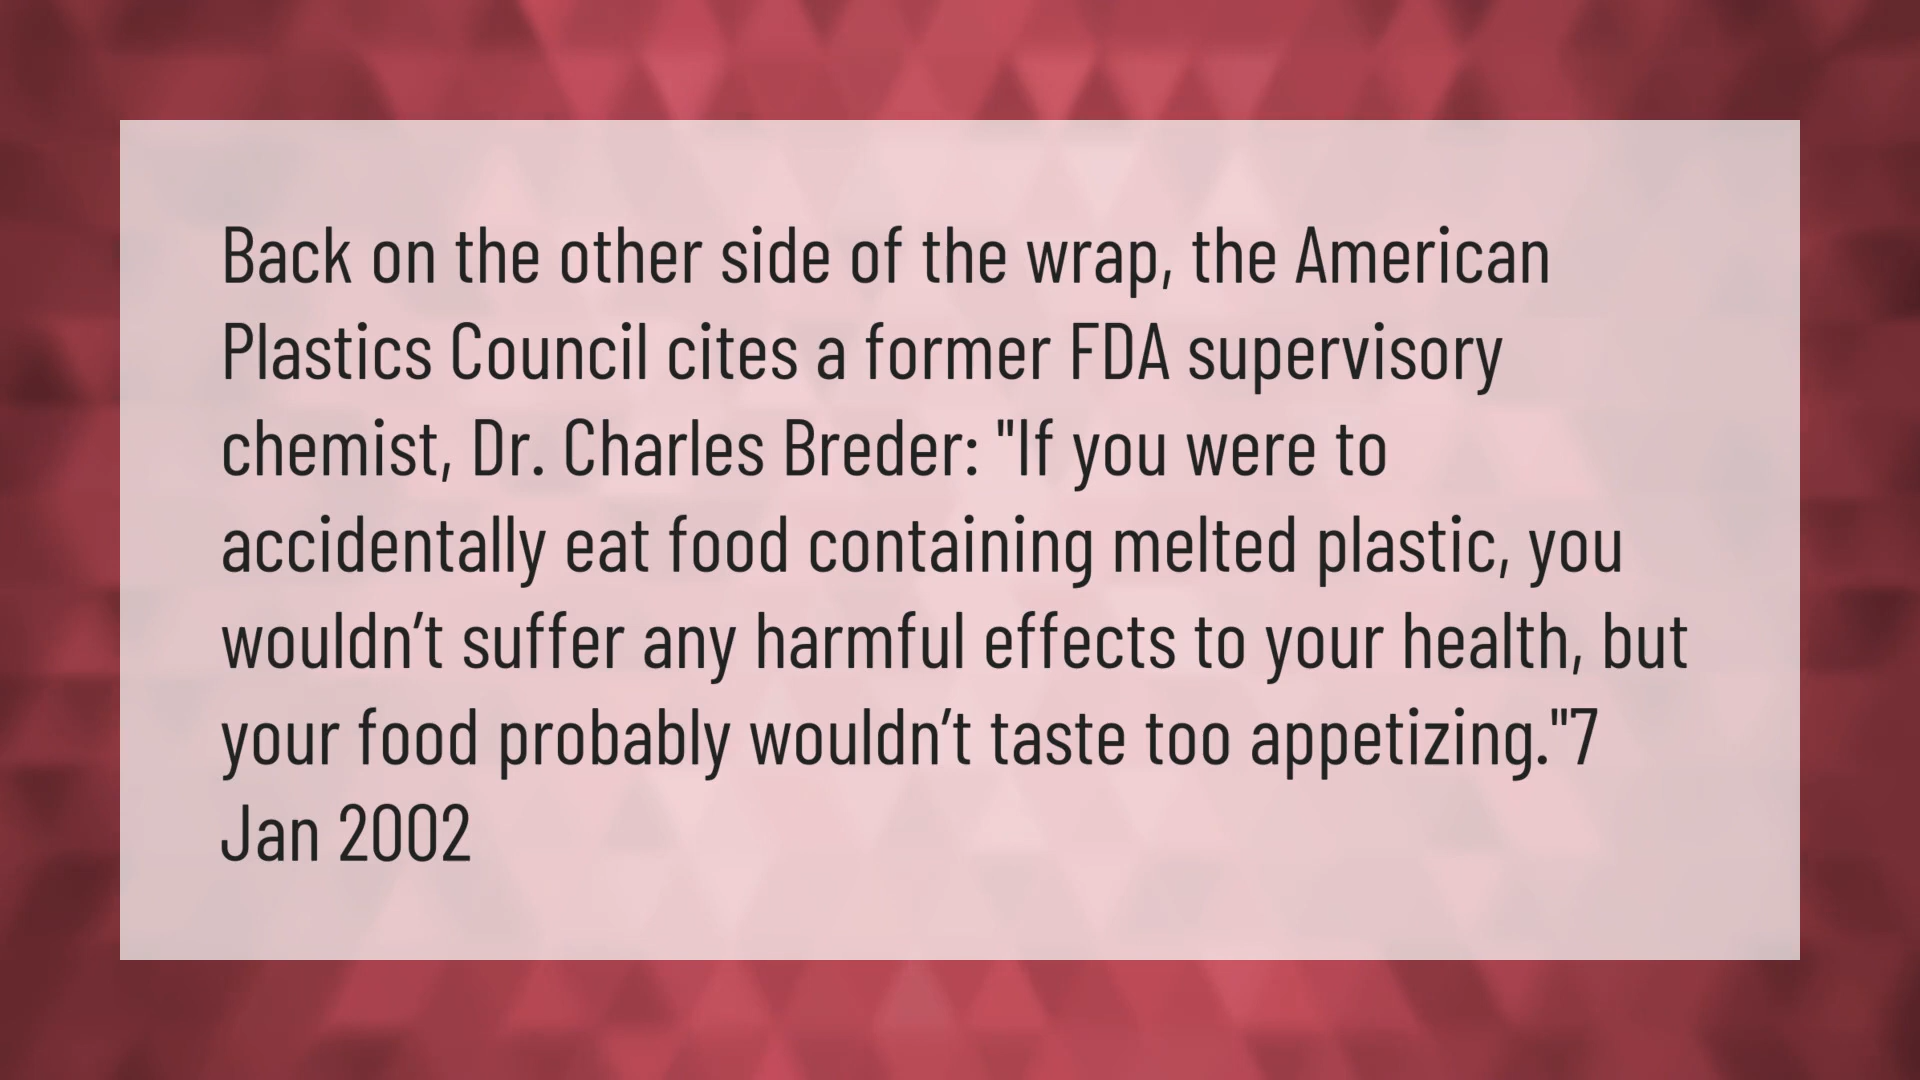 Back on the other side of the wrap, the American
Plastics Council cites a former FDA supervisory
chemist, Dr. Charles Breder: "If you were to
accidentally eat food containing melted plastic, you
wouldn’t suffer any harmful effects to your health, but
your food probably wouldn’t taste too appetizing."7
Jan 2002